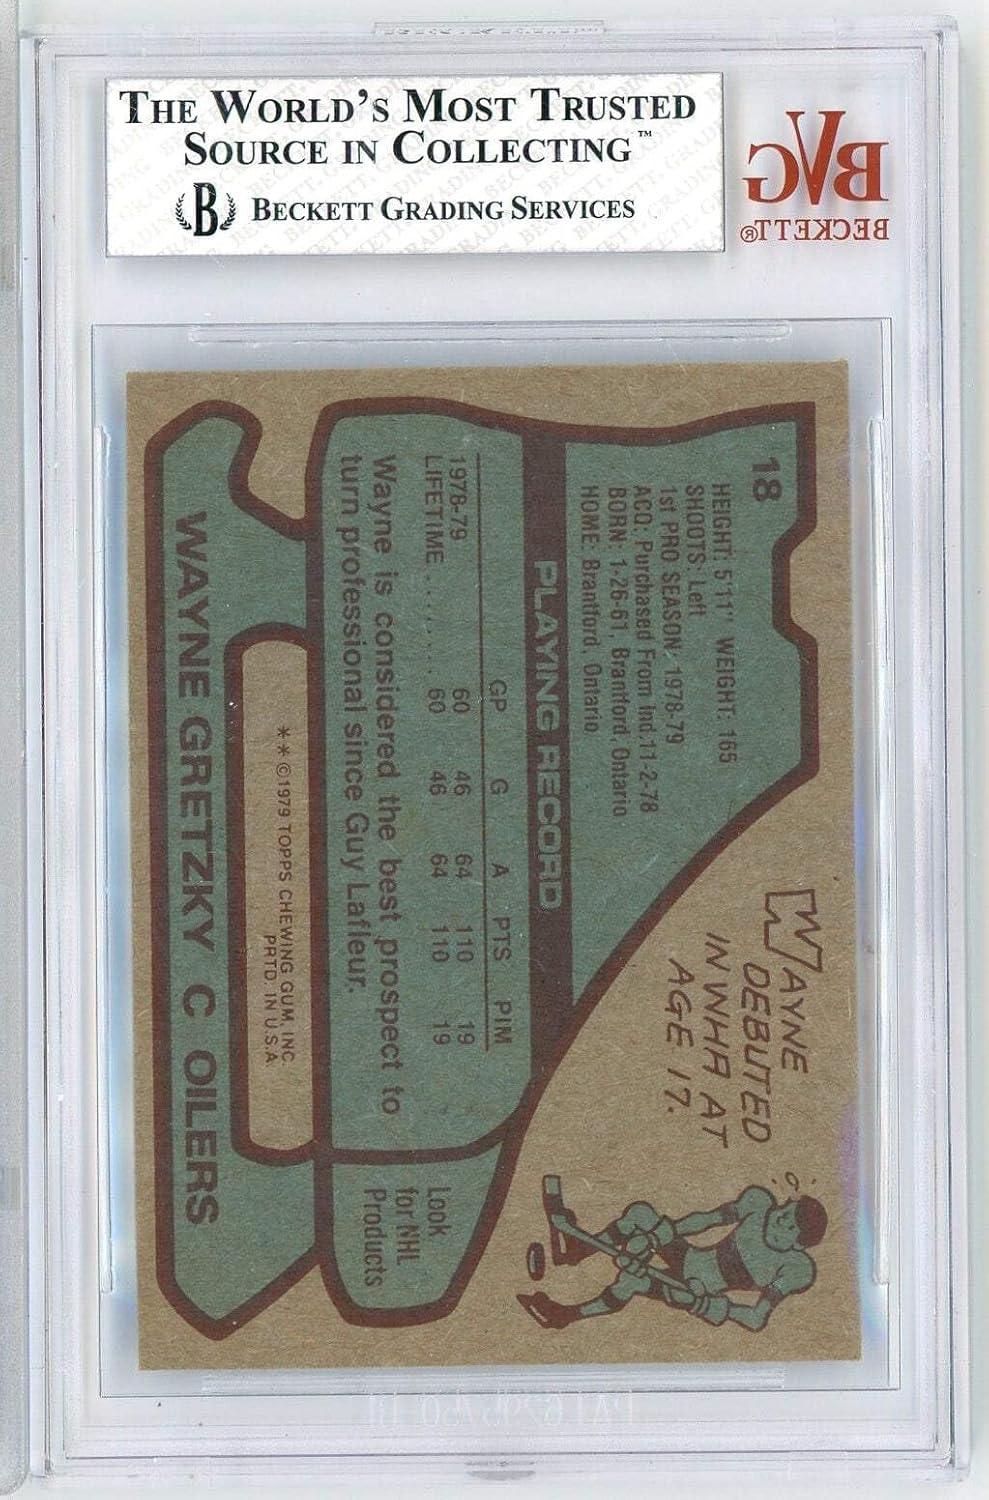 THE WORLD'S MOST TRUSTED
SOURCE IN COLLECTING™
B BECKETT GRADING SERVICES
BVG
BECKETT®
18
HEIGHT: 5'11" WEIGHT: 165
SHOOTS: Left
1st PRO SEASON: 1978-79
ACQ: Purchased From Ind. 11-2-78
BORN: 1-26-61, Brantford, Ontario
HOME: Brantford, Ontario
PLAYING RECORD
GP G A PTS PIM
1978-79 60 46 64 110 19
LIFETIME ........ 60 46 64 110 19
Wayne is considered the best prospect to
turn professional since Guy Lafleur.
WAYNE
DEBUTED
IN WHA AT
AGE 17.
Look
for NHL
Products
**©1979 TOPPS CHEWING GUM, INC.
PRTD. IN U.S.A.
WAYNE GRETZKY C OILERS